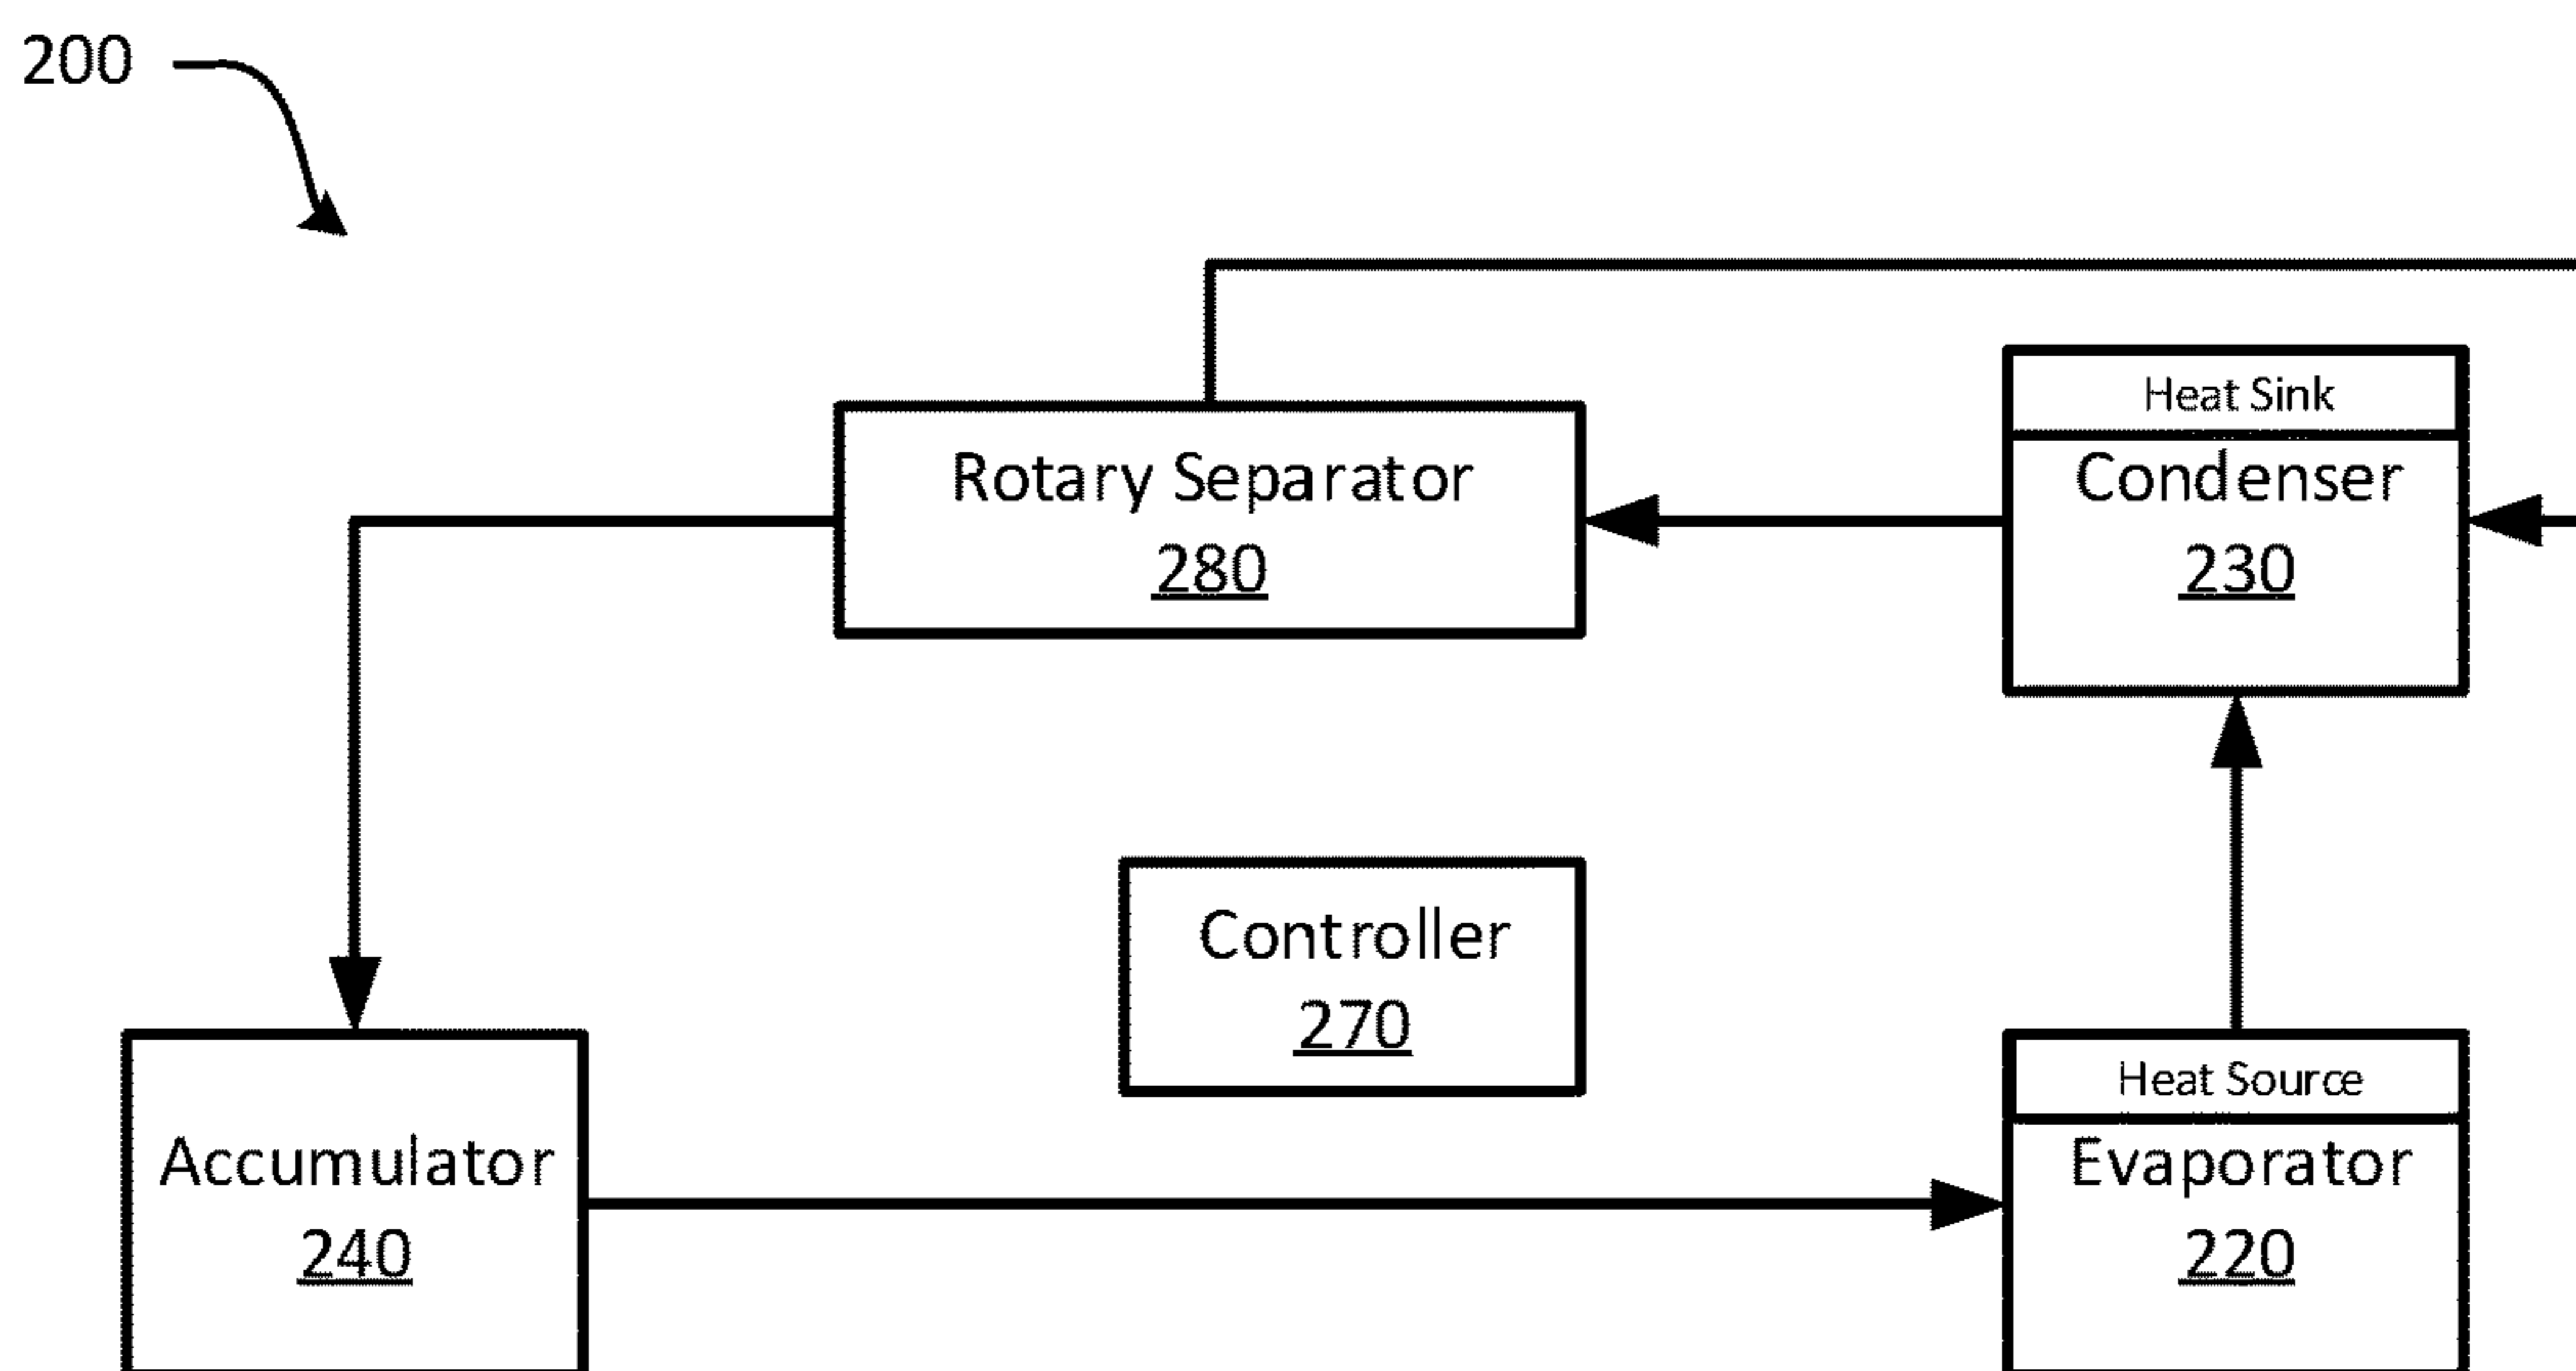 200
Heat Sink
Rotary Separator
280
Condenser
230
Controller
270
Heat Source
Accumulator
240
Evaporator
220